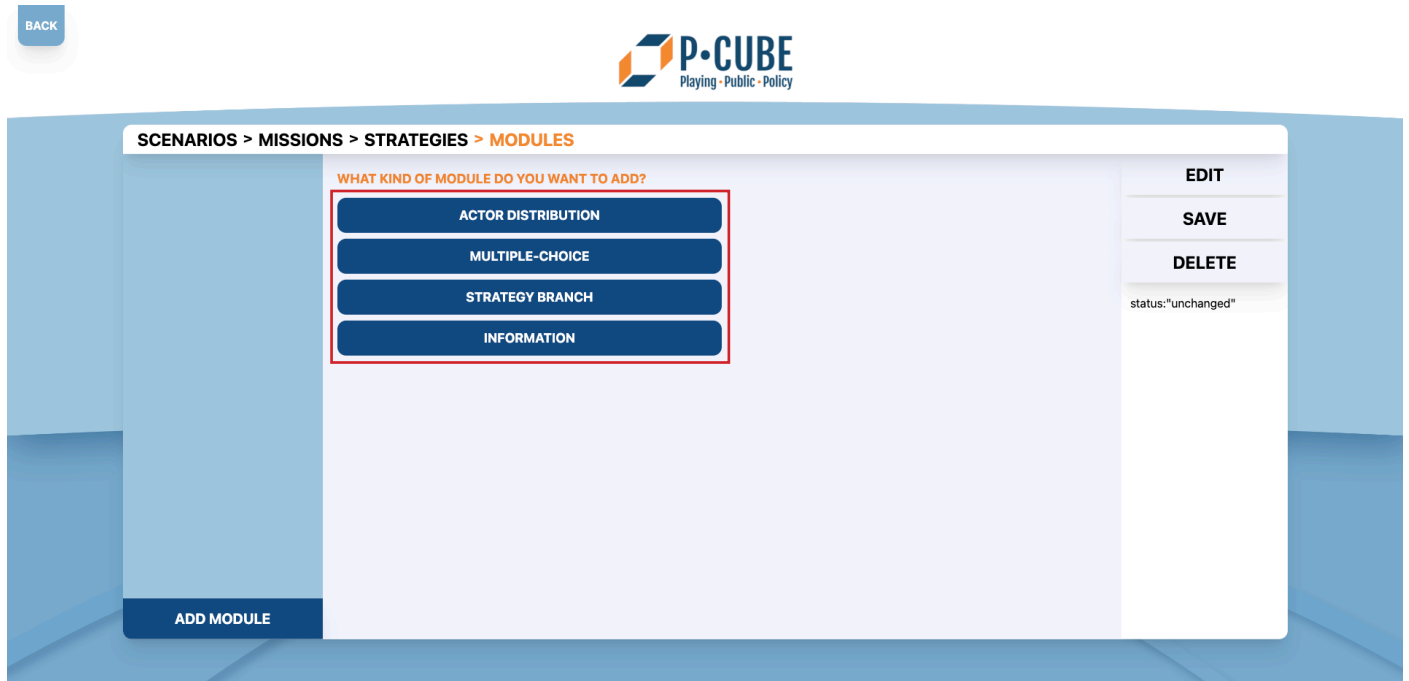 BACK
P•CUBE
Playing • Public • Policy
SCENARIOS > MISSIONS > STRATEGIES > MODULES
WHAT KIND OF MODULE DO YOU WANT TO ADD?
ACTOR DISTRIBUTION
MULTIPLE-CHOICE
STRATEGY BRANCH
INFORMATION
EDIT
SAVE
DELETE
status:"unchanged"
ADD MODULE